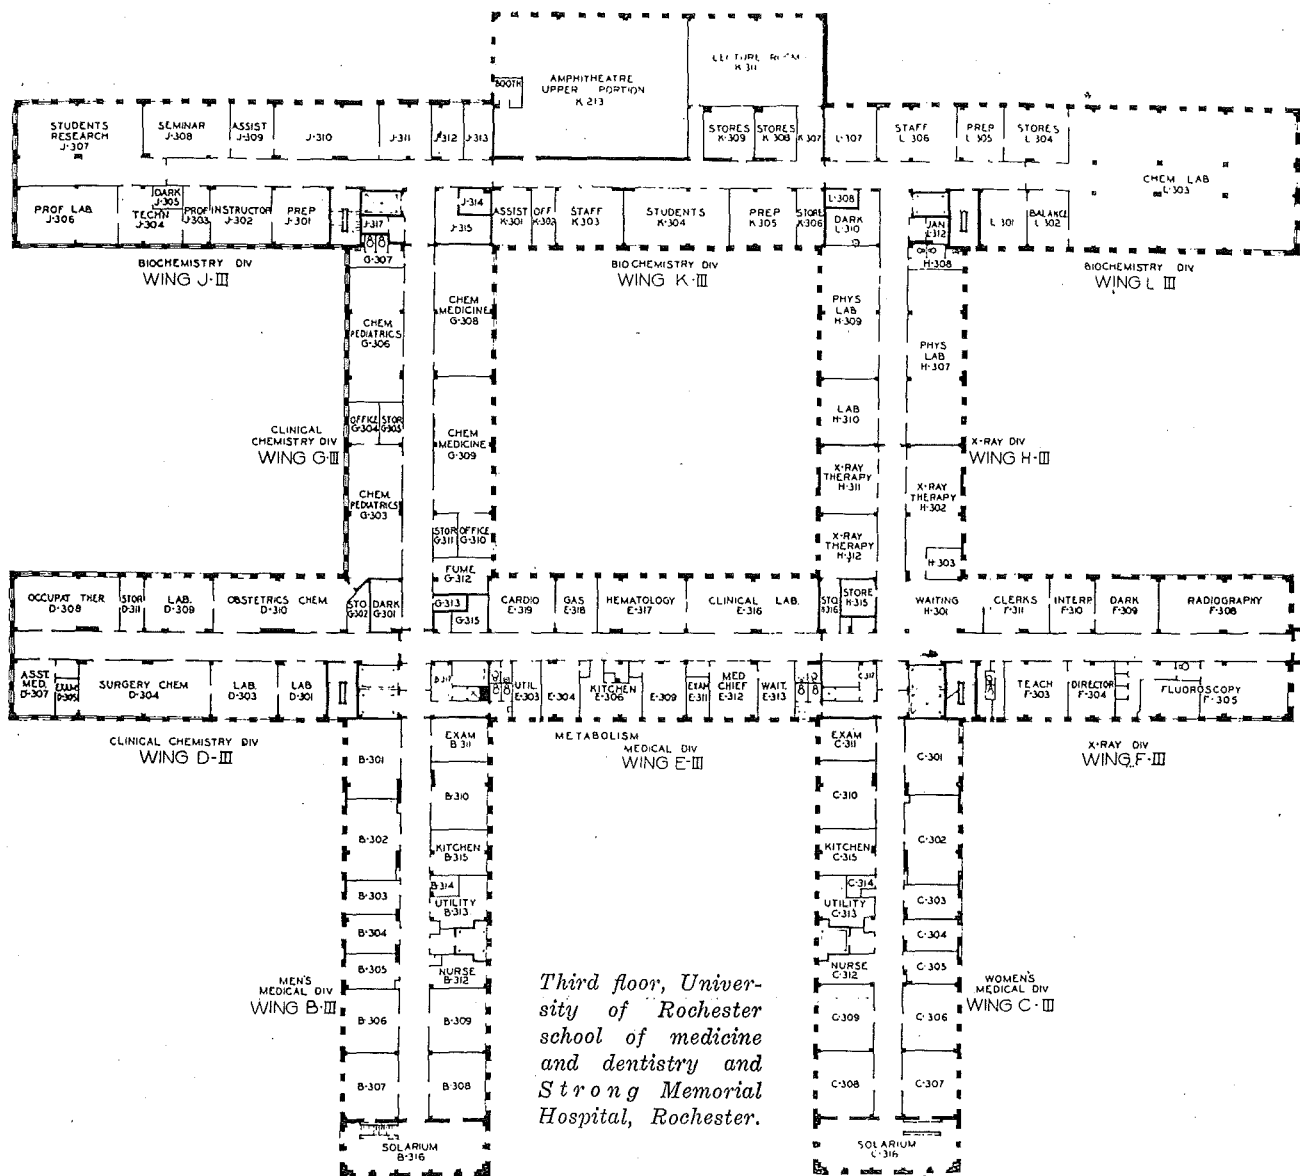 LECTURE ROOM
K 311
BOOTH
AMPHITHEATRE
UPPER PORTION
K 213
STUDENTS
RESEARCH
J-307
SEMINAR
J-308
ASSIST
J-309
J-310
J-311
J-312
J-313
STORES
K-309
STORES
K 308
K-307
L-307
STAFF
L 306
PREP
L 305
STORES
L 304
CHEM LAB
L-303
PROF LAB
J-306
DARK
J-305
TECHN
J-304
PROF
J-303
INSTRUCTOR
J-302
PREP
J-301
J-317
J-314
J-315
ASSIST
K-301
OFF
K-302
STAFF
K-303
STUDENTS
K-304
PREP
K-305
STORE
K-306
L-308
DARK
L-310
JAN
L-312
L-301
BALANCE
L-302
BIOCHEMISTRY DIV
WING J-III
BIOCHEMISTRY DIV
WING K-III
BIOCHEMISTRY DIV
WING L III
G-307
H-308
CHEM
PEDIATRICS
G-306
CHEM
MEDICINE
G-308
PHYS
LAB
H-309
PHYS
LAB
H-307
OFFICE
G-304
STOR
G-305
LAB
H-310
CLINICAL
CHEMISTRY DIV
WING G-III
CHEM
MEDICINE
G-309
X-RAY DIV
WING H-III
CHEM.
PEDIATRICS
G-303
X-RAY
THERAPY
H-311
X-RAY
THERAPY
H-302
STOR
G-311
OFFICE
G-310
X-RAY
THERAPY
H-312
H-303
FUME
G-312
OCCUPAT THER.
D-308
STOR
D-311
LAB.
D-309
OBSTETRICS CHEM.
D-310
STO
G-302
DARK
G-301
G-313
G-315
CARDIO
E-319
GAS
E-318
HEMATOLOGY
E-317
CLINICAL LAB.
E-316
STORE
H-315
WAITING
H-301
CLERKS
F-311
INTERP
F-310
DARK
F-309
RADIOGRAPHY
F-308
ASST.
MED.
D-307
EXAM
D-305
SURGERY CHEM
D-304
LAB.
D-303
LAB
D-301
B-317
UTIL
E-303
E-304
KITCHEN
E-306
E-309
EXAM
E-311
MED
CHIEF
E-312
WAIT.
E-313
C-317
TEACH
F-303
DIRECTOR
F-304
FLUOROSCOPY
F-305
CLINICAL CHEMISTRY DIV
WING D-III
METABOLISM
MEDICAL DIV
WING E-III
X-RAY DIV
WING F-III
B-301
EXAM
B-311
EXAM
C-311
C-301
B-310
C-310
B-302
C-302
KITCHEN
B-315
KITCHEN
C-315
B-314
C-314
B-303
C-303
UTILITY
B-313
UTILITY
C-313
B-304
C-304
B-305
C-305
NURSE
B-312
NURSE
C-312
MEN'S
MEDICAL DIV
WING B-III
WOMEN'S
MEDICAL DIV
WING C-III
B-306
B-309
C-309
C-306
B-307
B-308
C-308
C-307
SOLARIUM
B-316
SOLARIUM
C-316
Third floor, Univer-
sity of Rochester
school of medicine
and dentistry and
Strong Memorial
Hospital, Rochester.